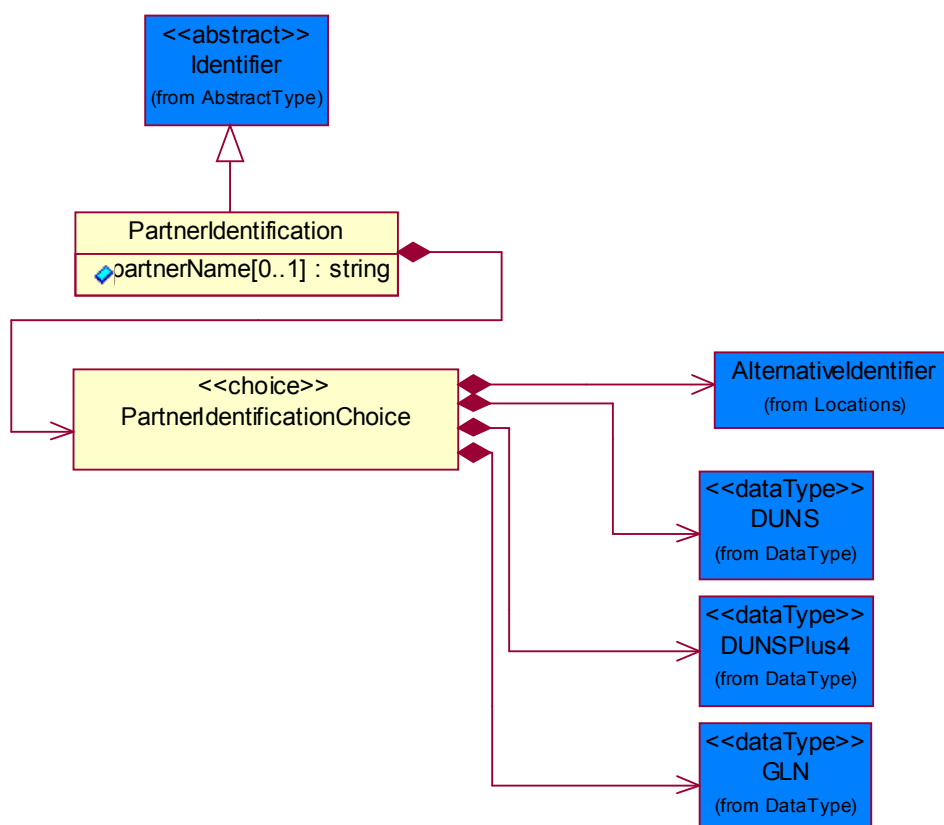 <<abstract>>
Identifier
(from AbstractType)
PartnerIdentification
partnerName[0..1] : string
<<choice>>
PartnerIdentificationChoice
AlternativeIdentifier
(from Locations)
<<dataType>>
DUNS
(from DataType)
<<dataType>>
DUNSPlus4
(from DataType)
<<dataType>>
GLN
(from DataType)